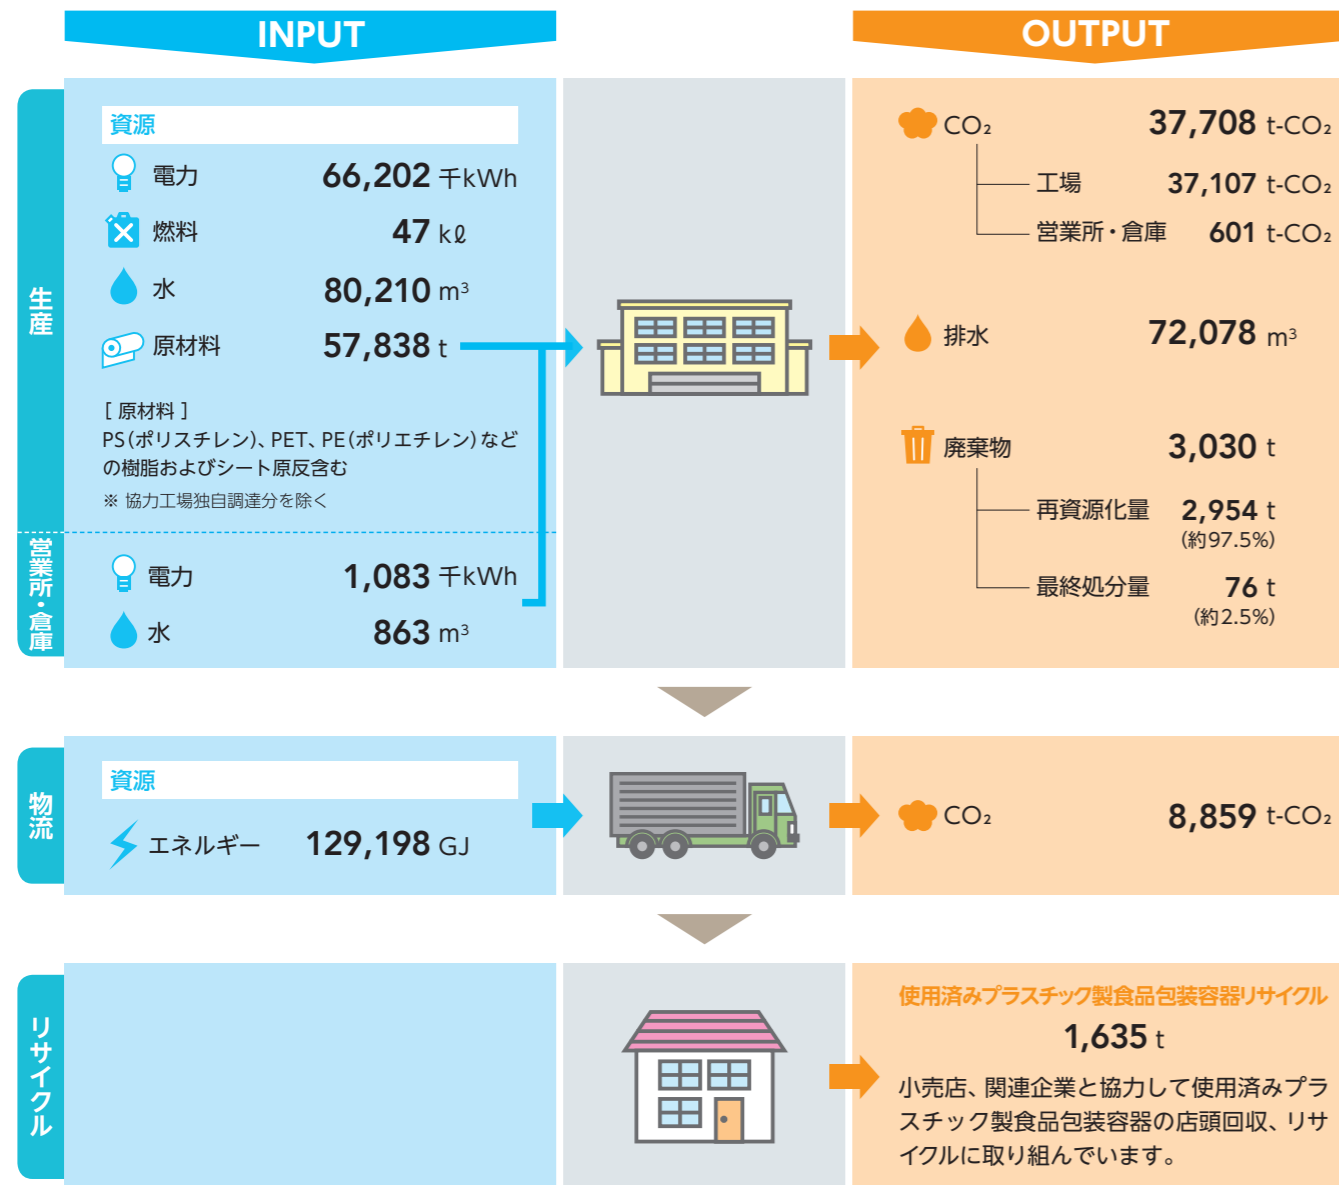 INPUT
OUTPUT
生産
資源
電力 66,202 千kWh
燃料 47 kℓ
水 80,210 m³
原材料 57,838 t
[ 原材料 ]
PS(ポリスチレン)、PET、PE(ポリエチレン)など
の樹脂およびシート原反含む
※ 協力工場独自調達分を除く
営業所・倉庫
電力 1,083 千kWh
水 863 m³
CO₂ 37,708 t-CO₂
工場 37,107 t-CO₂
営業所・倉庫 601 t-CO₂
排水 72,078 m³
廃棄物 3,030 t
再資源化量 2,954 t
(約97.5%)
最終処分量 76 t
(約2.5%)
物流
資源
エネルギー 129,198 GJ
CO₂ 8,859 t-CO₂
リサイクル
使用済みプラスチック製食品包装容器リサイクル
1,635 t
小売店、関連企業と協力して使用済みプラ
スチック製食品包装容器の店頭回収、リサ
イクルに取り組んでいます。